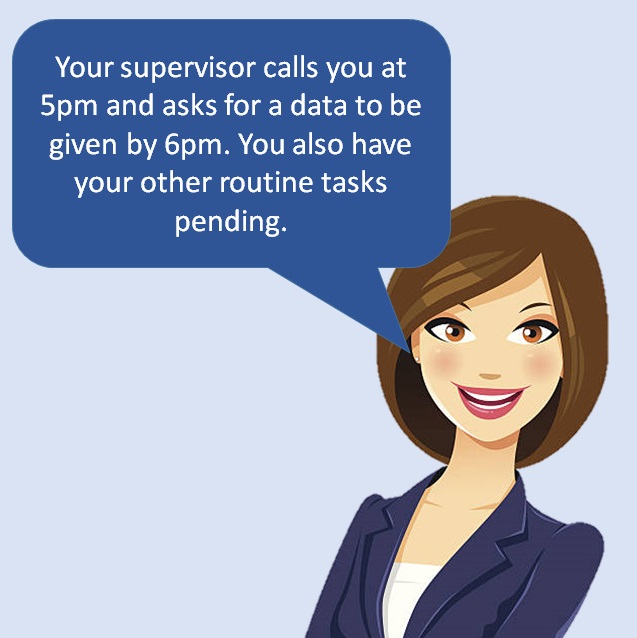 Your supervisor calls you at
5pm and asks for a data to be
given by 6pm. You also have
your other routine tasks
pending.